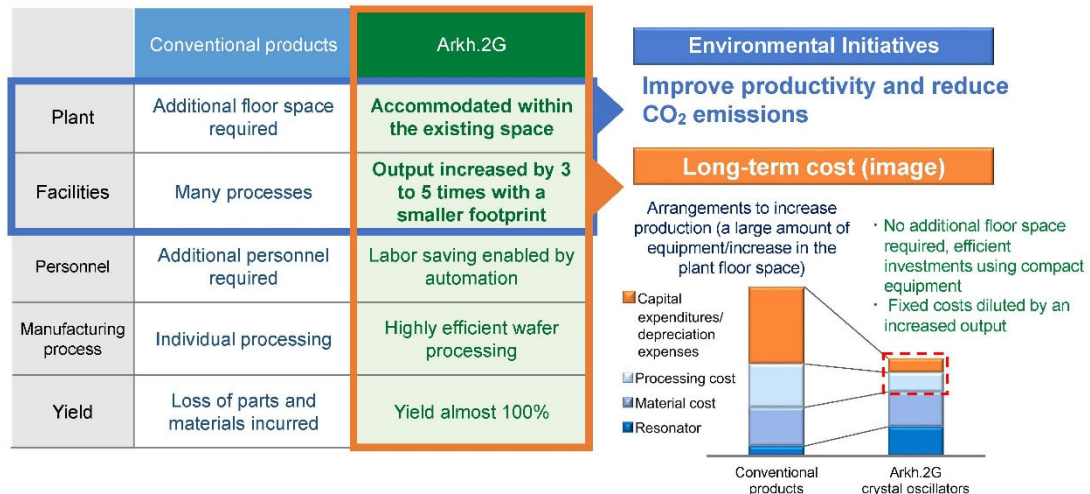 Conventional products
Arkh.2G
Plant
Additional floor space
required
Accommodated within
the existing space
Facilities
Many processes
Output increased by 3
to 5 times with a
smaller footprint
Personnel
Additional personnel
required
Labor saving enabled by
automation
Manufacturing
process
Individual processing
Highly efficient wafer
processing
Yield
Loss of parts and
materials incurred
Yield almost 100%
Environmental Initiatives
Improve productivity and reduce
CO₂ emissions
Long-term cost (image)
Arrangements to increase
production (a large amount of
equipment/increase in the
plant floor space)
・No additional floor space
required, efficient
investments using compact
equipment
・Fixed costs diluted by an
increased output
Capital
expenditures/
depreciation
expenses
Processing cost
Material cost
Resonator
Conventional
products
Arkh.2G
crystal oscillators